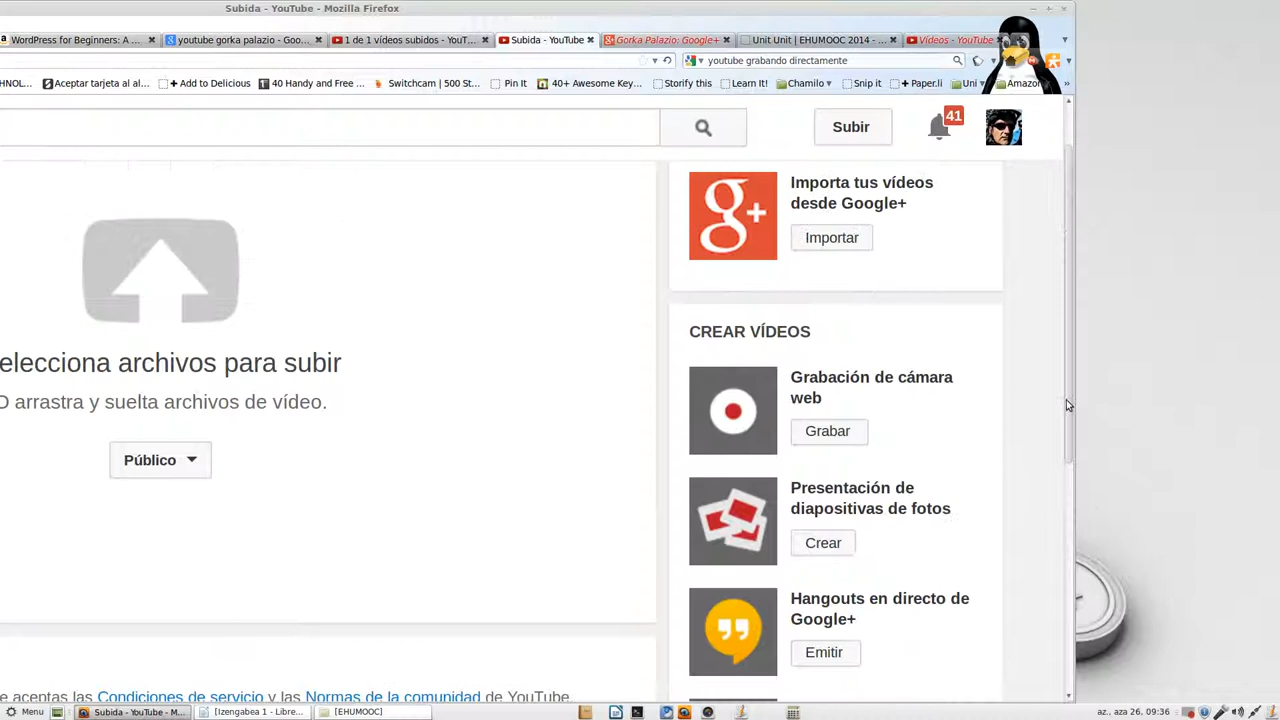 Subida - YouTube - Mozilla Firefox
WordPress for Beginners: A ...
youtube gorka palazio - Goo...
1 de 1 vídeos subidos - YouT...
Subida - YouTube
Gorka Palazio: Google+
Unit Unit | EHUMOOC 2014 - ...
Vídeos - YouTube
youtube grabando directamente
Aceptar tarjeta al al...
+ Add to Delicious
40 Handy and Free ...
Switchcam | 500 St...
Pin It
40+ Awesome Key...
Storify this
Learn It!
Chamilo
Snip it
+ Paper.li
Uni
Amazon
»
Subir
41
Importa tus vídeos
desde Google+
Importar
elecciona archivos para subir
O arrastra y suelta archivos de vídeo.
Público
CREAR VÍDEOS
Grabación de cámara
web
Grabar
Presentación de
diapositivas de fotos
Crear
Hangouts en directo de
Google+
Emitir
e aceptas las Condiciones de servicio y las Normas de la comunidad de YouTube.
Menu
Subida - YouTube - M...
[Izengabea 1 - Libre...
[EHUMOOC]
az., aza 26, 09:36